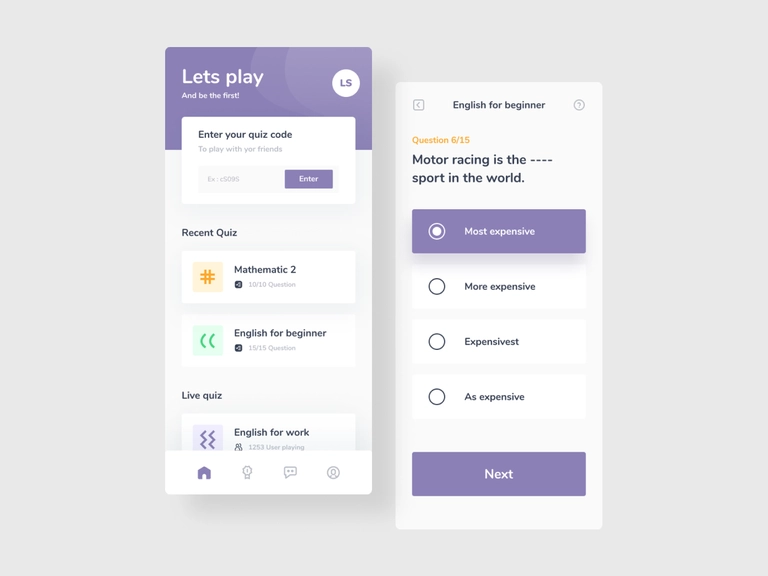 Lets play
And be the first!
LS
Enter your quiz code
To play with yor friends
Ex : cS09S
Enter
Recent Quiz
Mathematic 2
10/10 Question
English for beginner
15/15 Question
Live quiz
English for work
1253 User playing
English for beginner
Question 6/15
Motor racing is the ----
sport in the world.
Most expensive
More expensive
Expensivest
As expensive
Next